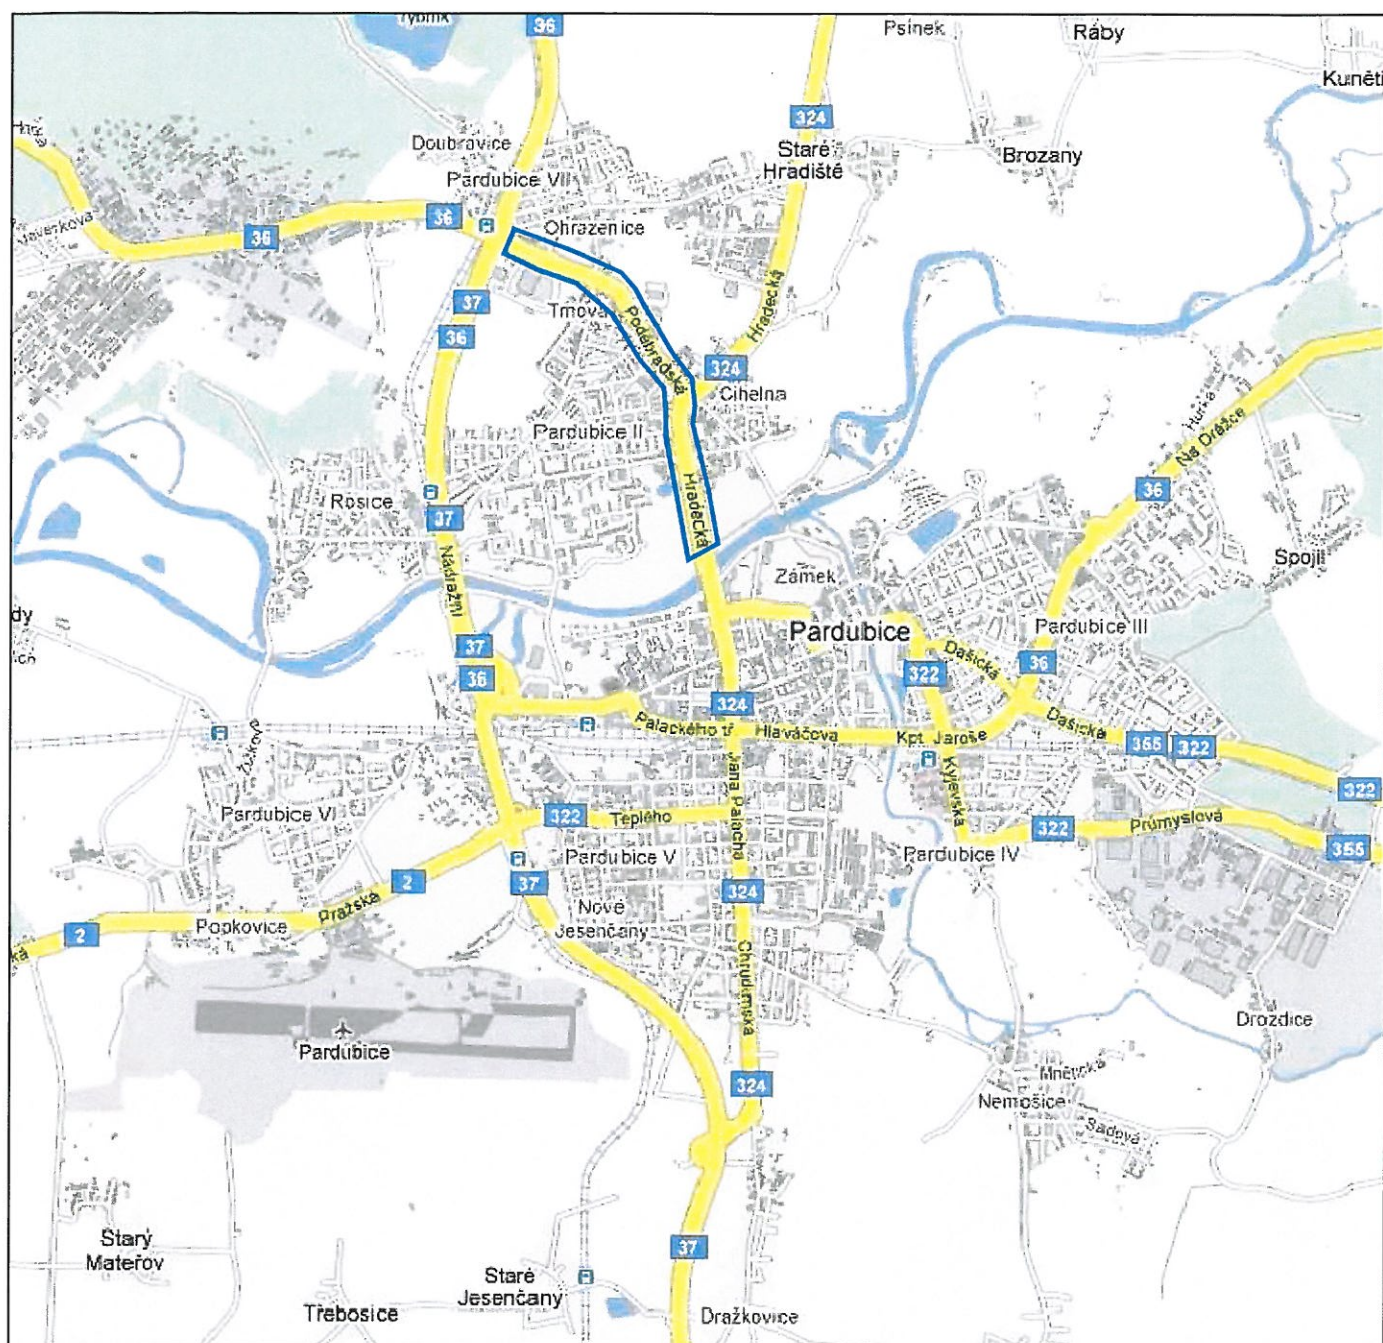 36
Psínek
Ráby
Kuněti
324
Doubravice
Staré
Hradiště
Brozany
Pardubice VII
36
36
Ohrazenice
37
36
Trnová
Poděbradská
Hradecká
324
Cihelna
Hůrka
Na Drážce
Pardubice II
36
Rosice
37
Hradecká
Nádražní
Spojil
Zámek
dy
Pardubice
Pardubice III
37
36
Dašická
322
36
324
Palackého tř
Hlaváčova
Kpt. Jaroše
Dašická
355
322
322
Jana Palacha
Kyjevská
Pardubice VI
322
Teplého
322
Průmyslová
355
Pardubice V
Pardubice IV
2
37
324
Pražská
Nové
Jesenčany
Popkovice
2
ká
Chrudimská
Drozdice
Pardubice
324
Mnětická
Nemošice
Sadová
Starý
Mateřov
37
Staré
Jesenčany
Třebosice
Dražkovice